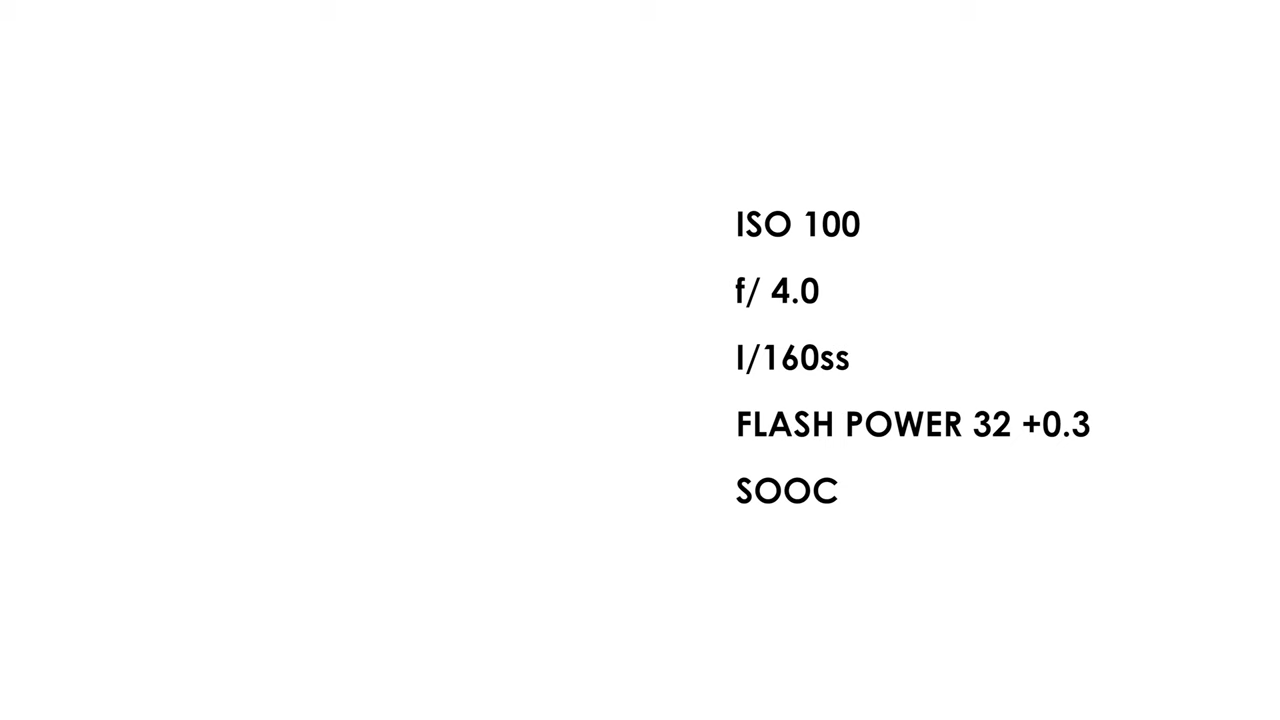 ISO 100
f/ 4.0
I/160ss
FLASH POWER 32 +0.3
SOOC